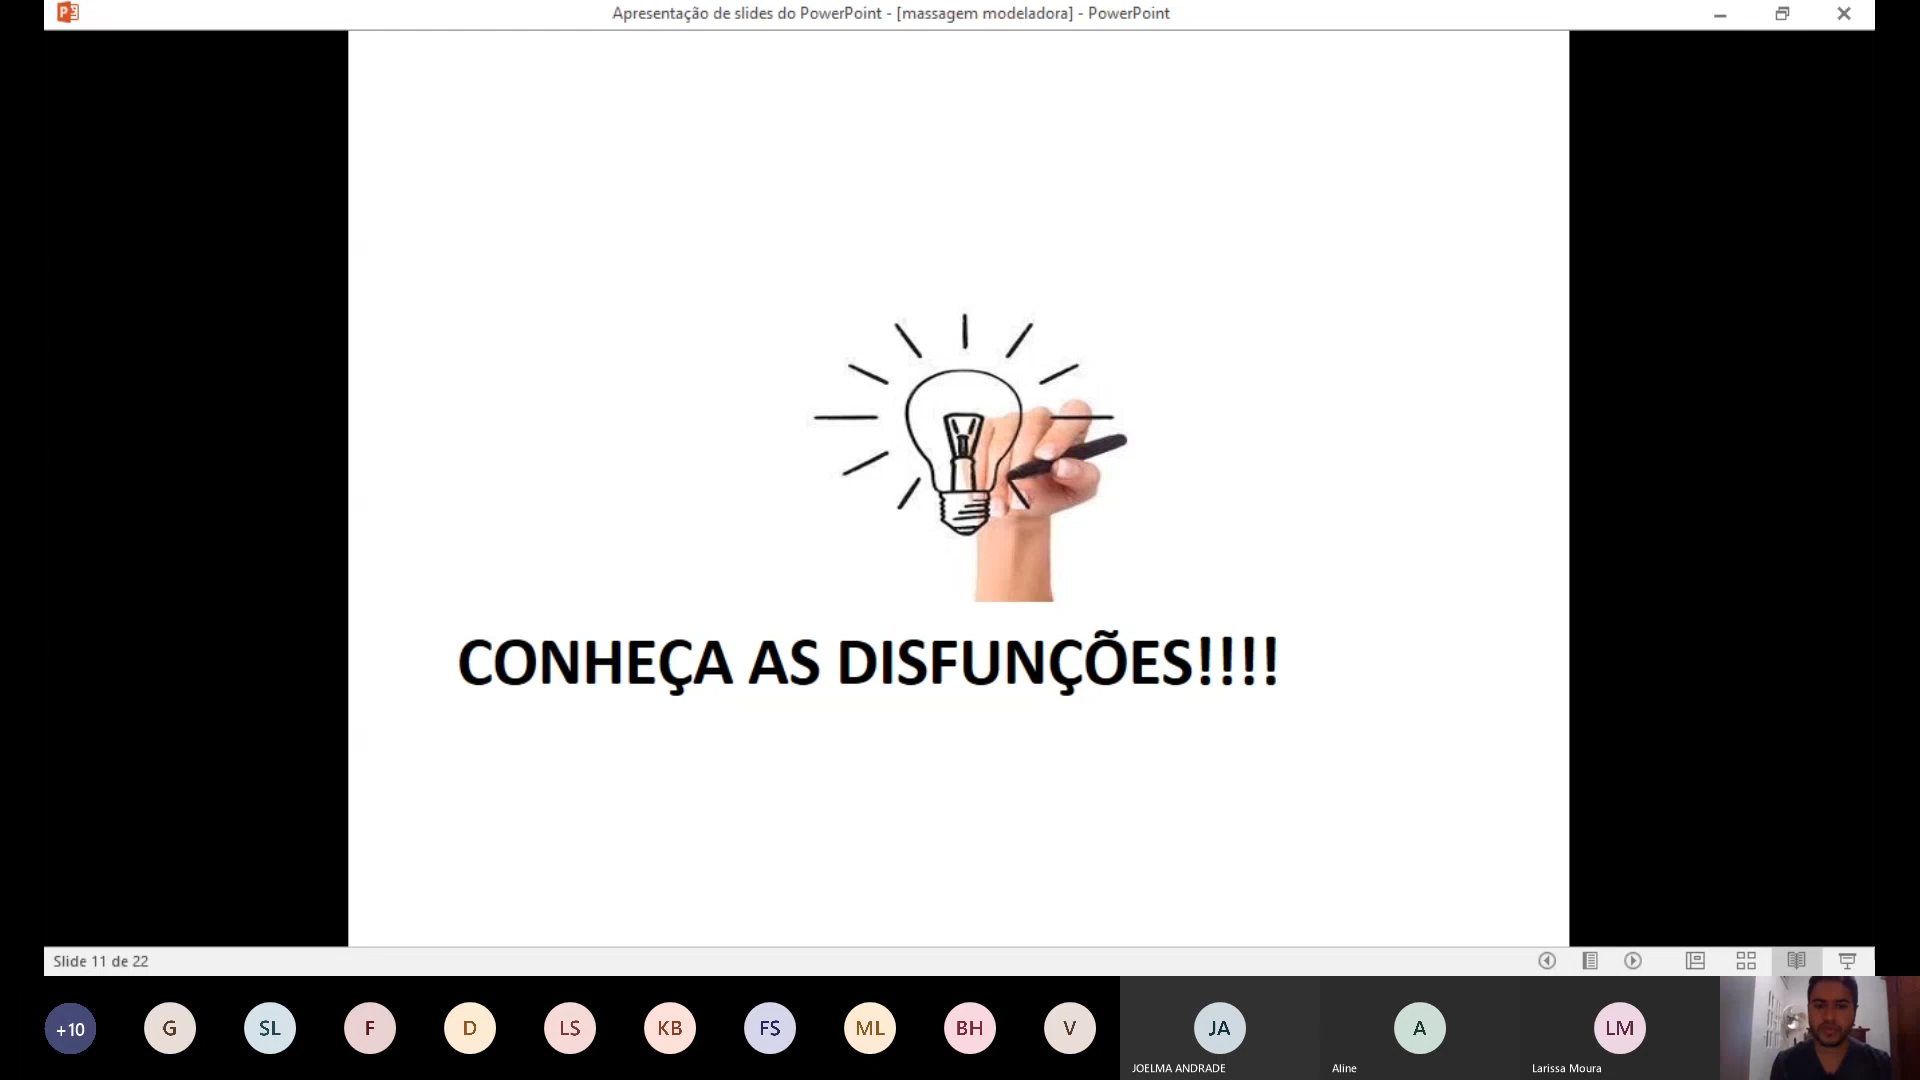 Apresentação de slides do PowerPoint - [massagem modeladora] - PowerPoint
CONHEÇA AS DISFUNÇÕES!!!!
Slide 11 de 22
+10
G
SL
F
D
LS
KB
FS
ML
BH
V
JA
A
LM
JOELMA ANDRADE
Aline
Larissa Moura